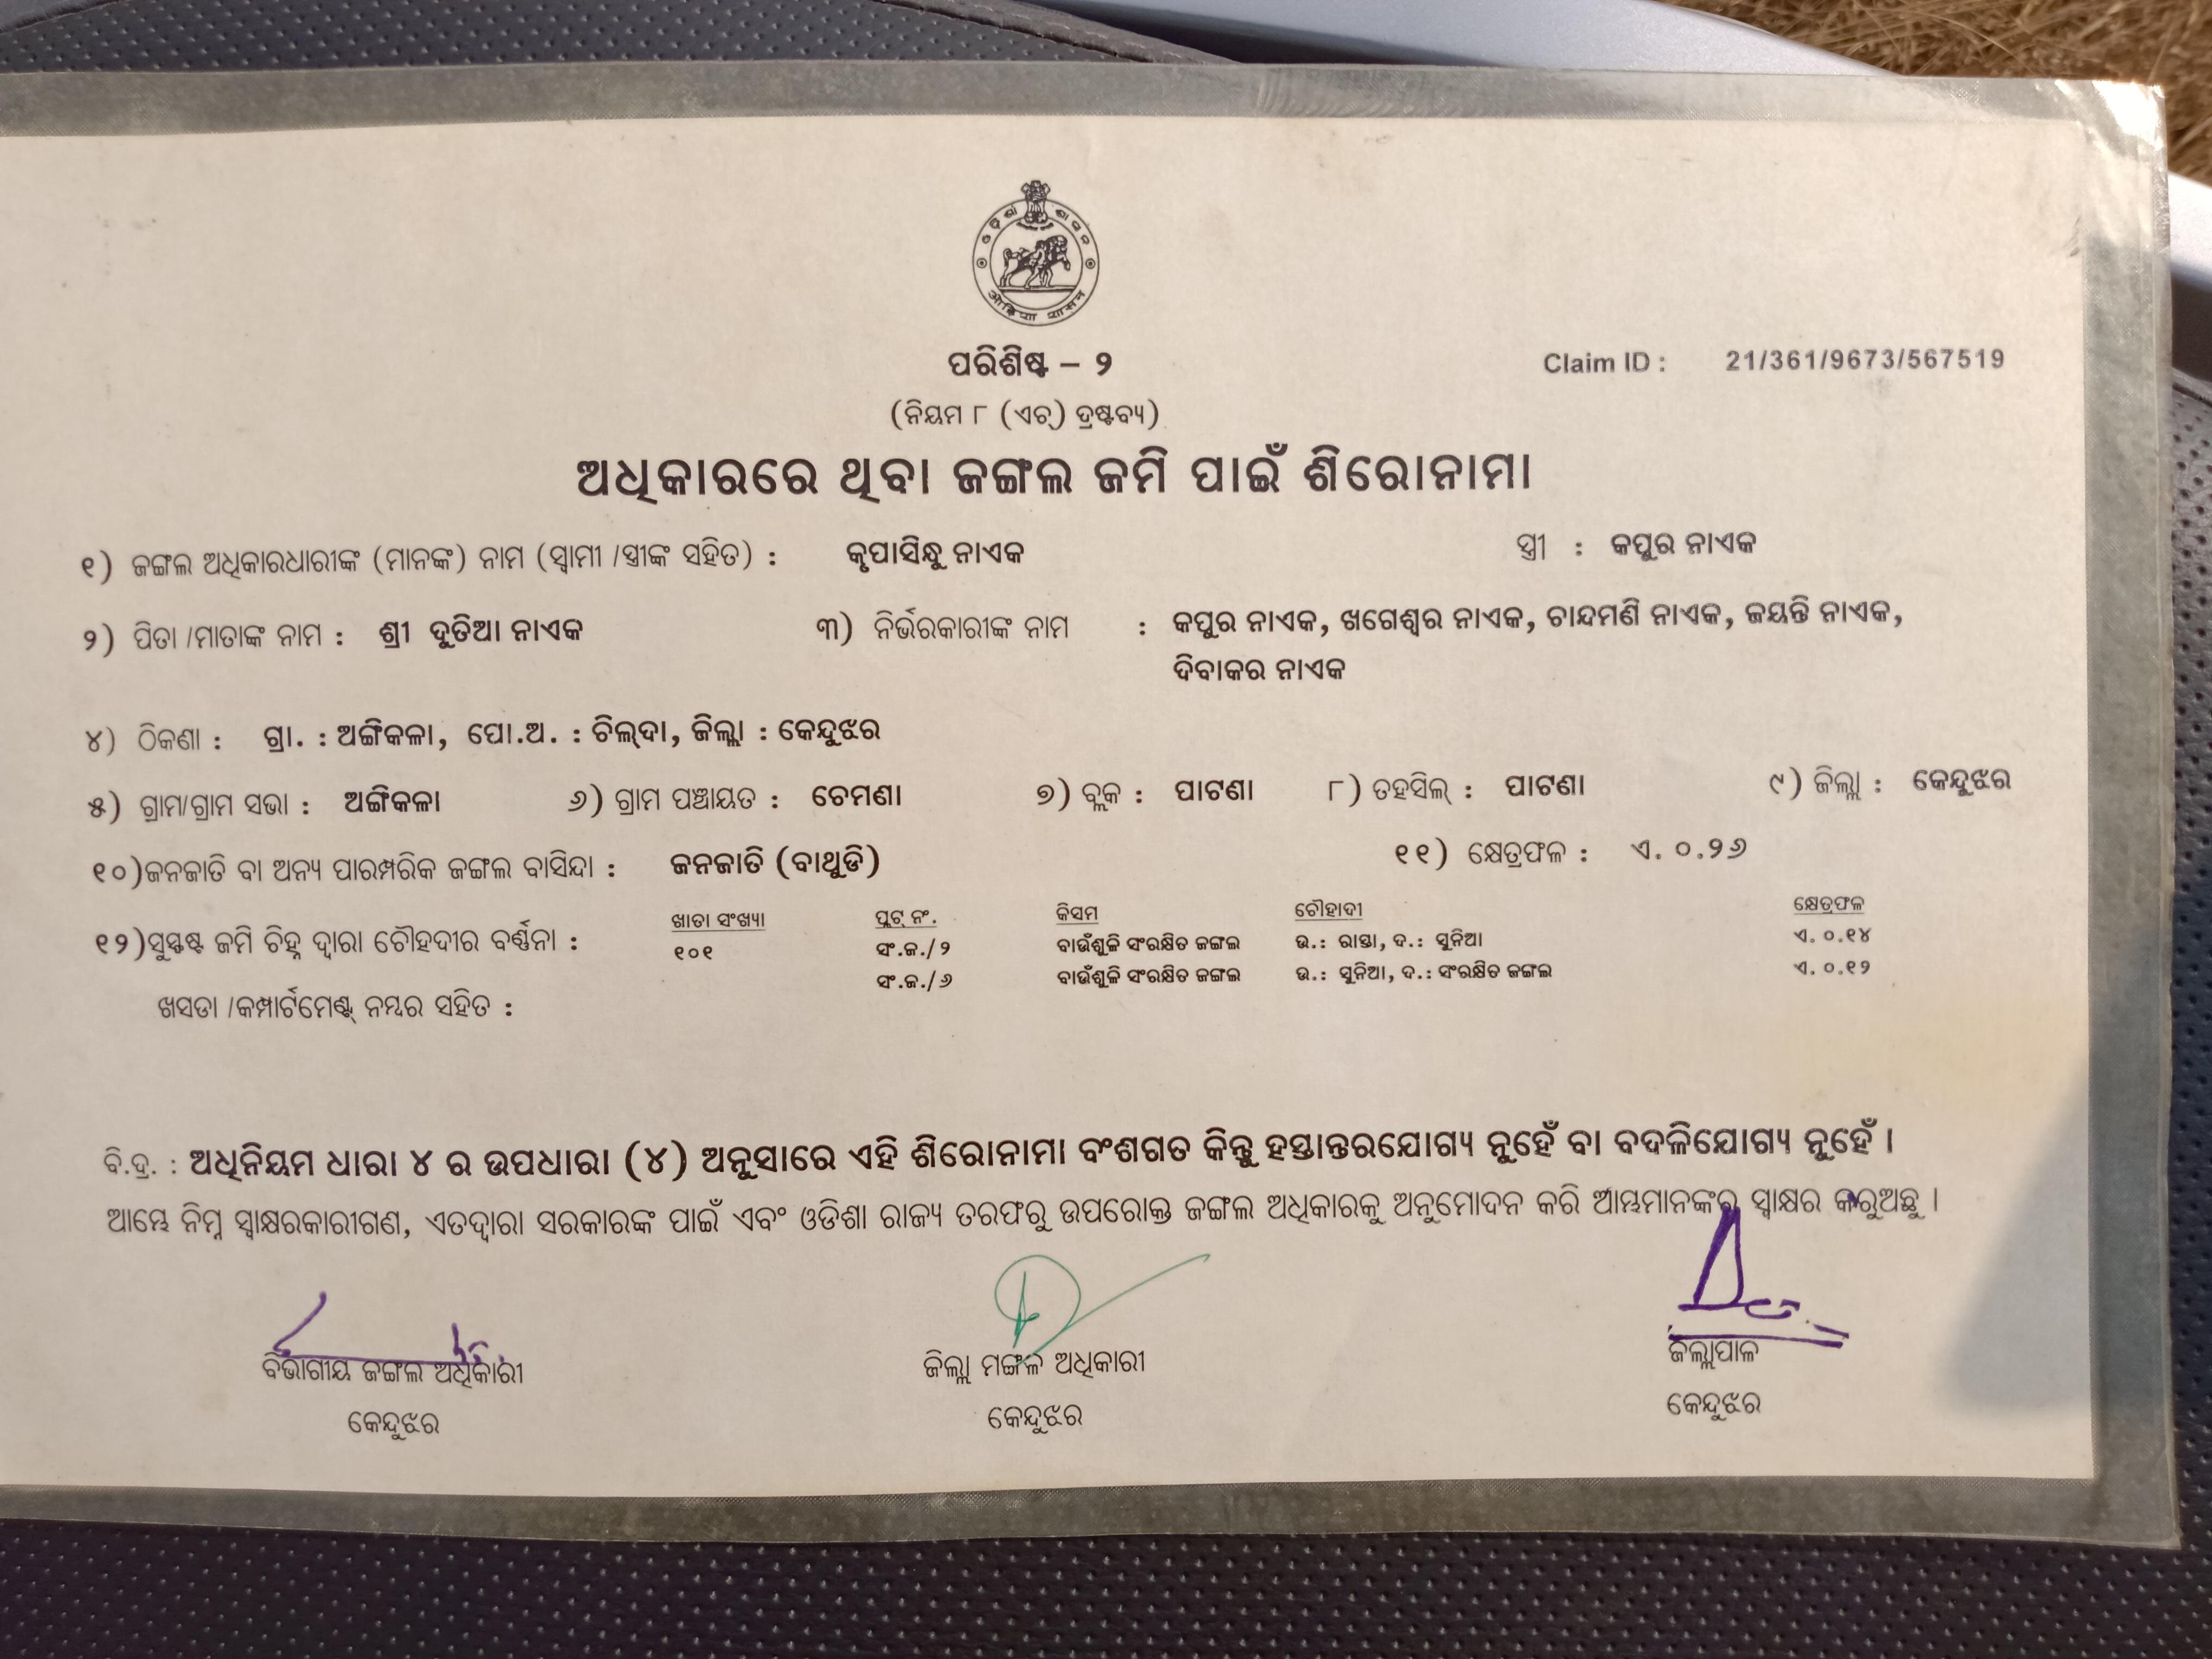 ଓଡ଼ିଶା ଶାସନ
ओड़िशा शासन
ପରିଶିଷ୍ଟ – ୨
Claim ID : 21/361/9673/567519
(ନିୟମ ୮ (ଏଚ୍) ଦ୍ରଷ୍ଟବ୍ୟ)
ଅଧିକାରରେ ଥିବା ଜଙ୍ଗଲ ଜମି ପାଇଁ ଶିରୋନାମା
୧) ଜଙ୍ଗଲ ଅଧିକାରଧାରୀଙ୍କ (ମାନଙ୍କ) ନାମ (ସ୍ୱାମୀ /ସ୍ତ୍ରୀଙ୍କ ସହିତ) : କୃପାସିନ୍ଧୁ ନାଏକ ସ୍ତ୍ରୀ : କପୁର ନାଏକ
୨) ପିତା /ମାତାଙ୍କ ନାମ : ଶ୍ରୀ ଦୁତିଆ ନାଏକ ୩) ନିର୍ଭରକାରୀଙ୍କ ନାମ : କପୁର ନାଏକ, ଖଗେଶ୍ୱର ନାଏକ, ଚାନ୍ଦମଣି ନାଏକ, ଜୟନ୍ତି ନାଏକ,
ଦିବାକର ନାଏକ
୪) ଠିକଣା : ଗ୍ରା. : ଅଙ୍ଗିକଳା, ପୋ.ଅ. : ଚିଲ୍‌ଦା, ଜିଲ୍ଲା : କେନ୍ଦୁଝର
୫) ଗ୍ରାମ/ଗ୍ରାମ ସଭା : ଅଙ୍ଗିକଳା ୬) ଗ୍ରାମ ପଞ୍ଚାୟତ : ଚେମଣା ୭) ବ୍ଲକ : ପାଟଣା ୮) ତହସିଲ୍ : ପାଟଣା ୯) ଜିଲ୍ଲା : କେନ୍ଦୁଝର
୧୦)ଜନଜାତି ବା ଅନ୍ୟ ପାରମ୍ପରିକ ଜଙ୍ଗଲ ବାସିନ୍ଦା : ଜନଜାତି (ବାଥୁଡି) ୧୧) କ୍ଷେତ୍ରଫଳ : ଏ. ୦.୨୬
୧୨)ସୁସ୍ପଷ୍ଟ ଜମି ଚିହ୍ନ ଦ୍ୱାରା ଚୌହଦୀର ବର୍ଣ୍ଣନା : ଖାତା ସଂଖ୍ୟା ପ୍ଲଟ୍ ନଂ. କିସମ ଚୌହାଦୀ କ୍ଷେତ୍ରଫଳ
୧୦୧ ସଂ.ଜ./୨ ବାଉଁଶୁଳି ସଂରକ୍ଷିତ ଜଙ୍ଗଲ ଉ.: ରାସ୍ତା, ଦ.: ସୁନିଆ ଏ. ୦.୧୪
ସଂ.ଜ./୬ ବାଉଁଶୁଳି ସଂରକ୍ଷିତ ଜଙ୍ଗଲ ଉ.: ସୁନିଆ, ଦ.: ସଂରକ୍ଷିତ ଜଙ୍ଗଲ ଏ. ୦.୧୨
ଖସଡା /କମ୍ପାର୍ଟମେଣ୍ଟ୍ ନମ୍ବର ସହିତ :
ବି.ଦ୍ର. : ଅଧିନିୟମ ଧାରା ୪ ର ଉପଧାରା (୪) ଅନୁସାରେ ଏହି ଶିରୋନାମା ବଂଶଗତ କିନ୍ତୁ ହସ୍ତାନ୍ତରଯୋଗ୍ୟ ନୁହେଁ ବା ବଦଳିଯୋଗ୍ୟ ନୁହେଁ ।
ଆମ୍ଭେ ନିମ୍ନ ସ୍ୱାକ୍ଷରକାରୀଗଣ, ଏତଦ୍ୱାରା ସରକାରଙ୍କ ପାଇଁ ଏବଂ ଓଡିଶା ରାଜ୍ୟ ତରଫରୁ ଉପରୋକ୍ତ ଜଙ୍ଗଲ ଅଧିକାରକୁ ଅନୁମୋଦନ କରି ଆମ୍ଭମାନଙ୍କର ସ୍ୱାକ୍ଷର କରୁଅଛୁ ।
ବିଭାଗୀୟ ଜଙ୍ଗଲ ଅଧିକାରୀ ଜିଲ୍ଲା ମଙ୍ଗଳ ଅଧିକାରୀ ଜିଲ୍ଲାପାଳ
କେନ୍ଦୁଝର କେନ୍ଦୁଝର କେନ୍ଦୁଝର